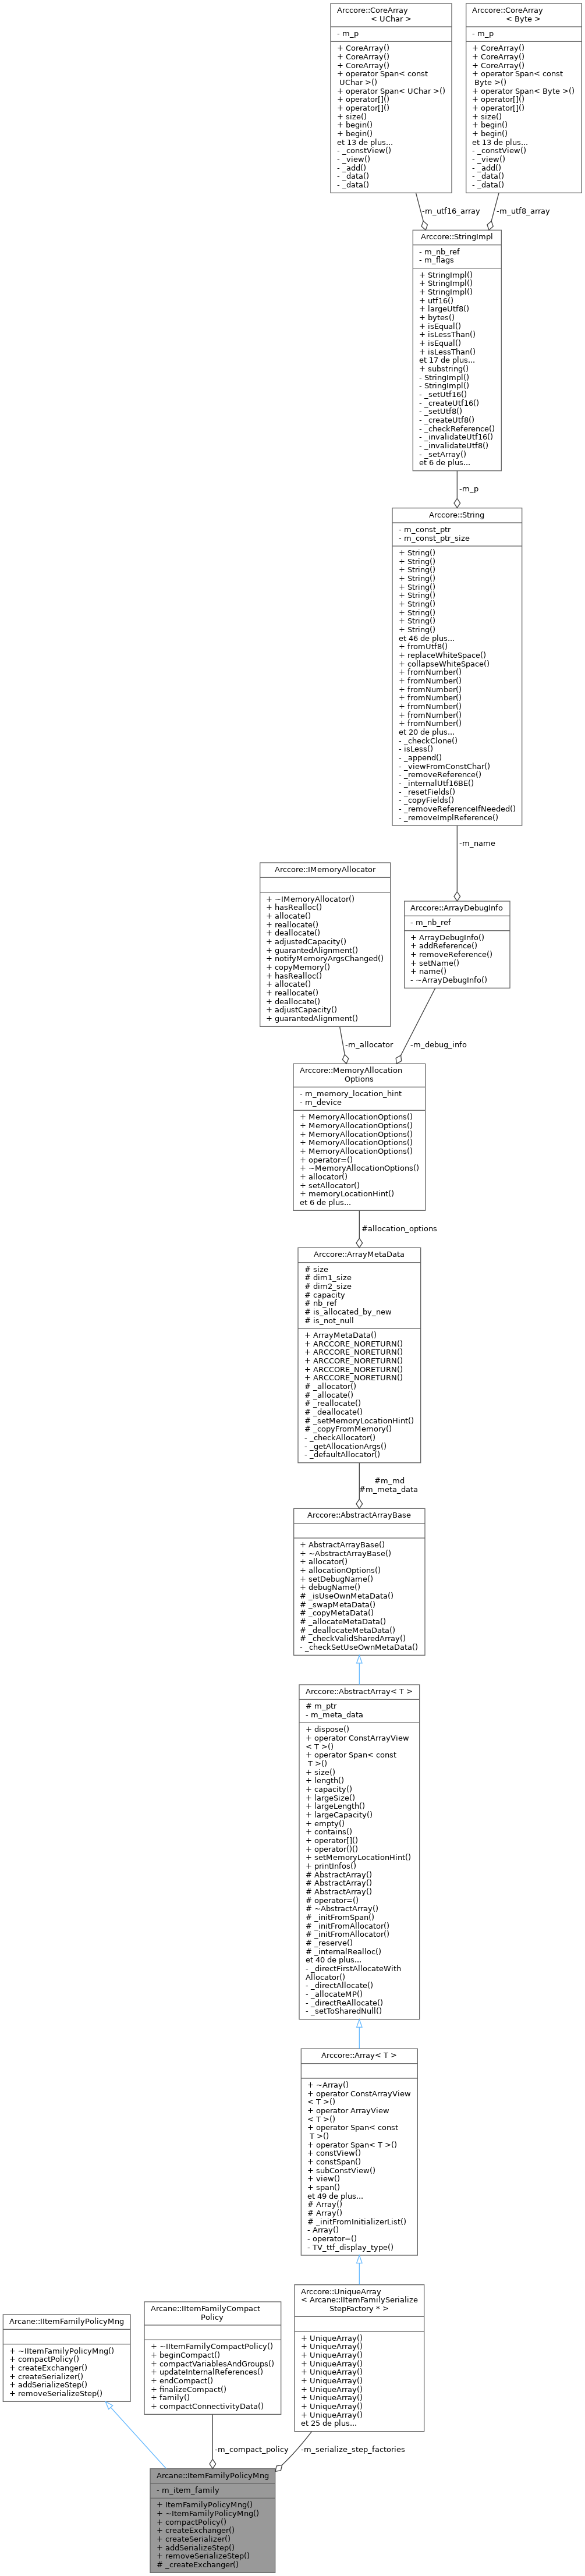 Arccore::CoreArray
< UChar >
- m_p
+ CoreArray()
+ CoreArray()
+ CoreArray()
+ operator Span< const
UChar >()
+ operator Span< UChar >()
+ operator[]()
+ operator[]()
+ size()
+ begin()
+ begin()
et 13 de plus...
- _constView()
- _view()
- _add()
- _data()
- _data()
Arccore::CoreArray
< Byte >
- m_p
+ CoreArray()
+ CoreArray()
+ CoreArray()
+ operator Span< const
Byte >()
+ operator Span< Byte >()
+ operator[]()
+ operator[]()
+ size()
+ begin()
+ begin()
et 13 de plus...
- _constView()
- _view()
- _add()
- _data()
- _data()
-m_utf16_array
-m_utf8_array
Arccore::StringImpl
- m_nb_ref
- m_flags
+ StringImpl()
+ StringImpl()
+ StringImpl()
+ utf16()
+ largeUtf8()
+ bytes()
+ isEqual()
+ isLessThan()
+ isEqual()
+ isLessThan()
et 17 de plus...
+ substring()
- StringImpl()
- StringImpl()
- _setUtf16()
- _createUtf16()
- _setUtf8()
- _createUtf8()
- _checkReference()
- _invalidateUtf16()
- _invalidateUtf8()
- _setArray()
et 6 de plus...
-m_p
Arccore::String
- m_const_ptr
- m_const_ptr_size
+ String()
+ String()
+ String()
+ String()
+ String()
+ String()
+ String()
+ String()
+ String()
+ String()
et 46 de plus...
+ fromUtf8()
+ replaceWhiteSpace()
+ collapseWhiteSpace()
+ fromNumber()
+ fromNumber()
+ fromNumber()
+ fromNumber()
+ fromNumber()
+ fromNumber()
+ fromNumber()
et 20 de plus...
- _checkClone()
- isLess()
- _append()
- _viewFromConstChar()
- _removeReference()
- _internalUtf16BE()
- _resetFields()
- _copyFields()
- _removeReferenceIfNeeded()
- _removeImplReference()
-m_name
Arccore::IMemoryAllocator
+ ~IMemoryAllocator()
+ hasRealloc()
+ allocate()
+ reallocate()
+ deallocate()
+ adjustedCapacity()
+ guarantedAlignment()
+ notifyMemoryArgsChanged()
+ copyMemory()
+ hasRealloc()
+ allocate()
+ reallocate()
+ deallocate()
+ adjustCapacity()
+ guarantedAlignment()
Arccore::ArrayDebugInfo
- m_nb_ref
+ ArrayDebugInfo()
+ addReference()
+ removeReference()
+ setName()
+ name()
- ~ArrayDebugInfo()
-m_allocator
-m_debug_info
Arccore::MemoryAllocation
Options
- m_memory_location_hint
- m_device
+ MemoryAllocationOptions()
+ MemoryAllocationOptions()
+ MemoryAllocationOptions()
+ MemoryAllocationOptions()
+ MemoryAllocationOptions()
+ operator=()
+ ~MemoryAllocationOptions()
+ allocator()
+ setAllocator()
+ memoryLocationHint()
et 6 de plus...
#allocation_options
Arccore::ArrayMetaData
# size
# dim1_size
# dim2_size
# capacity
# nb_ref
# is_allocated_by_new
# is_not_null
+ ArrayMetaData()
+ ARCCORE_NORETURN()
+ ARCCORE_NORETURN()
+ ARCCORE_NORETURN()
+ ARCCORE_NORETURN()
+ ARCCORE_NORETURN()
# _allocator()
# _allocate()
# _reallocate()
# _deallocate()
# _setMemoryLocationHint()
# _copyFromMemory()
- _checkAllocator()
- _getAllocationArgs()
- _defaultAllocator()
#m_md
#m_meta_data
Arccore::AbstractArrayBase
+ AbstractArrayBase()
+ ~AbstractArrayBase()
+ allocator()
+ allocationOptions()
+ setDebugName()
+ debugName()
# _isUseOwnMetaData()
# _swapMetaData()
# _copyMetaData()
# _allocateMetaData()
# _deallocateMetaData()
# _checkValidSharedArray()
- _checkSetUseOwnMetaData()
Arccore::AbstractArray< T >
# m_ptr
- m_meta_data
+ dispose()
+ operator ConstArrayView
< T >()
+ operator Span< const
T >()
+ size()
+ length()
+ capacity()
+ largeSize()
+ largeLength()
+ largeCapacity()
+ empty()
+ contains()
+ operator[]()
+ operator()()
+ setMemoryLocationHint()
+ printInfos()
# AbstractArray()
# AbstractArray()
# AbstractArray()
# operator=()
# ~AbstractArray()
# _initFromSpan()
# _initFromAllocator()
# _initFromAllocator()
# _reserve()
# _internalRealloc()
et 40 de plus...
- _directFirstAllocateWith
Allocator()
- _directAllocate()
- _allocateMP()
- _directReAllocate()
- _setToSharedNull()
Arccore::Array< T >
+ ~Array()
+ operator ConstArrayView
< T >()
+ operator ArrayView
< T >()
+ operator Span< const
T >()
+ operator Span< T >()
+ constView()
+ constSpan()
+ subConstView()
+ view()
+ span()
et 49 de plus...
# Array()
# Array()
# _initFromInitializerList()
- Array()
- operator=()
- TV_ttf_display_type()
Arcane::IItemFamilyPolicyMng
+ ~IItemFamilyPolicyMng()
+ compactPolicy()
+ createExchanger()
+ createSerializer()
+ addSerializeStep()
+ removeSerializeStep()
Arcane::IItemFamilyCompact
Policy
+ ~IItemFamilyCompactPolicy()
+ beginCompact()
+ compactVariablesAndGroups()
+ updateInternalReferences()
+ endCompact()
+ finalizeCompact()
+ family()
+ compactConnectivityData()
Arccore::UniqueArray
< Arcane::IItemFamilySerialize
StepFactory * >
+ UniqueArray()
+ UniqueArray()
+ UniqueArray()
+ UniqueArray()
+ UniqueArray()
+ UniqueArray()
+ UniqueArray()
+ UniqueArray()
+ UniqueArray()
+ UniqueArray()
et 25 de plus...
-m_compact_policy
-m_serialize_step_factories
Arcane::ItemFamilyPolicyMng
- m_item_family
+ ItemFamilyPolicyMng()
+ ~ItemFamilyPolicyMng()
+ compactPolicy()
+ createExchanger()
+ createSerializer()
+ addSerializeStep()
+ removeSerializeStep()
# _createExchanger()